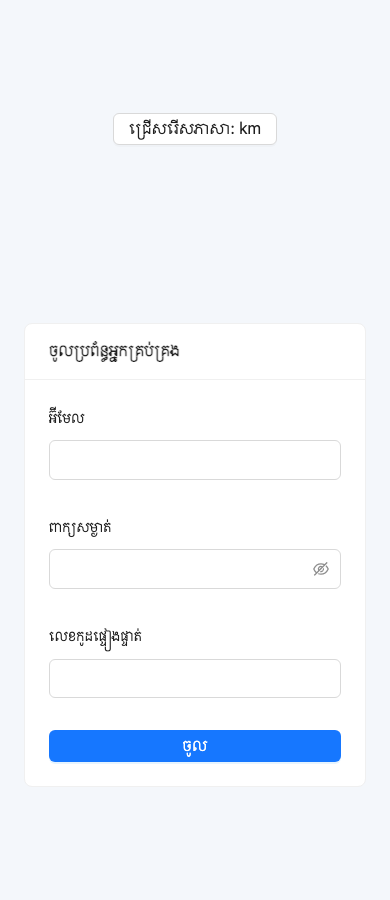 ជ្រើសរើសភាសា: km
ចូលប្រព័ន្ធអ្នកគ្រប់គ្រង
អ៊ីមែល
ពាក្យសម្ងាត់
លេខកូដផ្ទៀងផ្ទាត់
ចូល